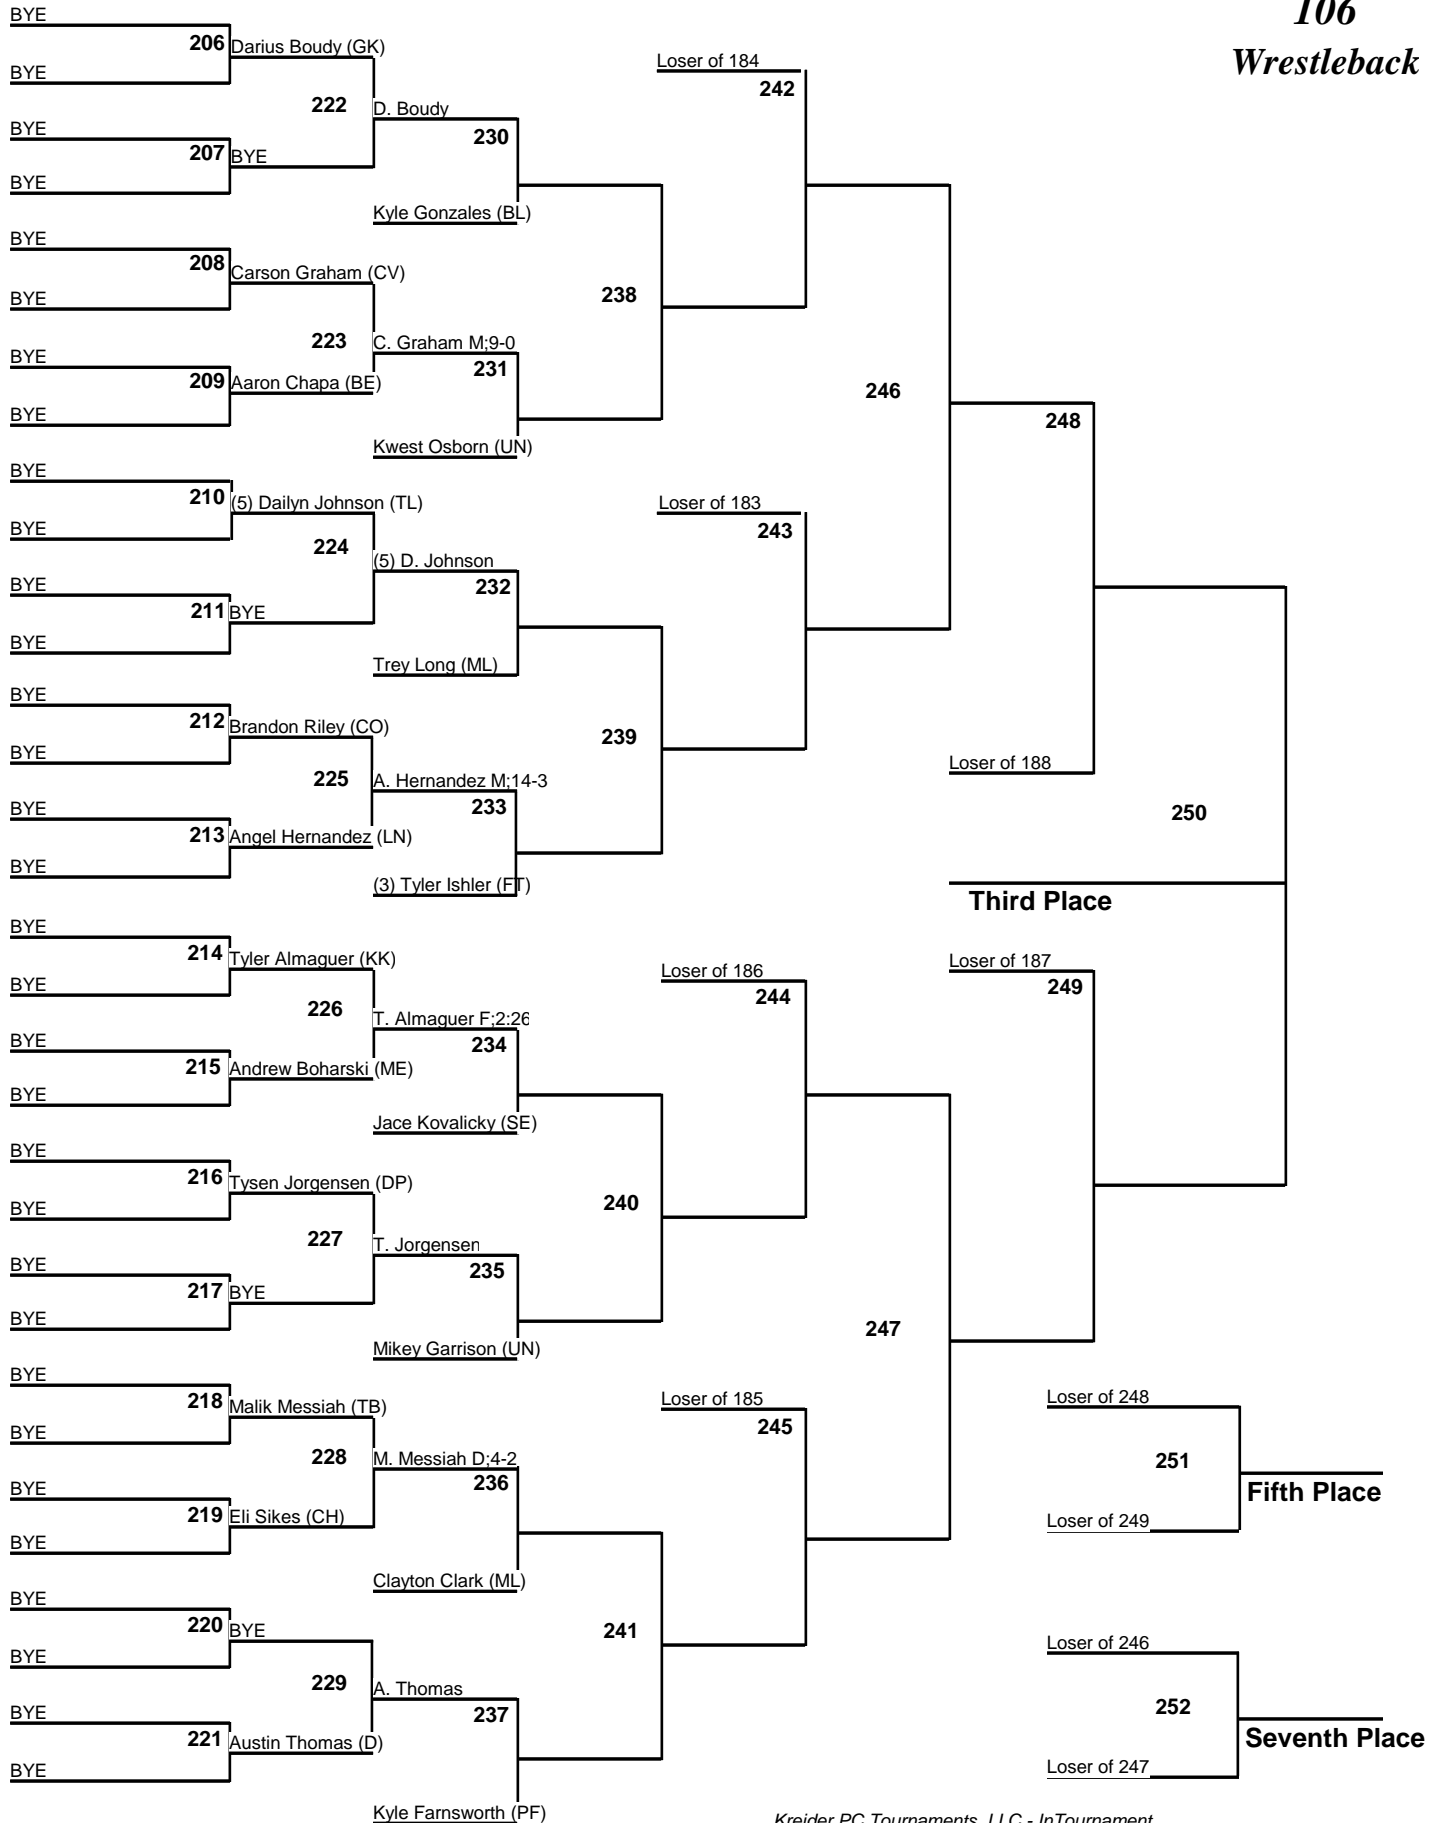 106
Wrestleback
BYE
206
Darius Boudy (GK)
BYE
222
D. Boudy
BYE
207
BYE
BYE
230
Kyle Gonzales (BL)
BYE
208
Carson Graham (CV)
BYE
223
C. Graham M;9-0
BYE
209
Aaron Chapa (BE)
BYE
231
Kwest Osborn (UN)
238
Loser of 184
242
BYE
210
(5) Dailyn Johnson (TL)
BYE
224
(5) D. Johnson
BYE
211
BYE
BYE
232
Trey Long (ML)
BYE
212
Brandon Riley (CO)
BYE
225
A. Hernandez M;14-3
BYE
213
Angel Hernandez (LN)
BYE
233
(3) Tyler Ishler (FT)
239
Loser of 183
243
246
248
Loser of 188
250
Third Place
BYE
214
Tyler Almaguer (KK)
BYE
226
T. Almaguer F;2:26
BYE
215
Andrew Boharski (ME)
BYE
234
Jace Kovalicky (SE)
BYE
216
Tysen Jorgensen (DP)
BYE
227
T. Jorgensen
BYE
217
BYE
BYE
235
Mikey Garrison (UN)
240
Loser of 186
244
Loser of 187
249
247
BYE
218
Malik Messiah (TB)
BYE
228
M. Messiah D;4-2
BYE
219
Eli Sikes (CH)
BYE
236
Clayton Clark (ML)
BYE
220
BYE
BYE
229
A. Thomas
BYE
221
Austin Thomas (D)
BYE
237
Kyle Farnsworth (PF)
241
Loser of 185
245
Loser of 248
251
Fifth Place
Loser of 249
Loser of 246
252
Seventh Place
Loser of 247
Kreider PC Tournaments, LLC - InTournament